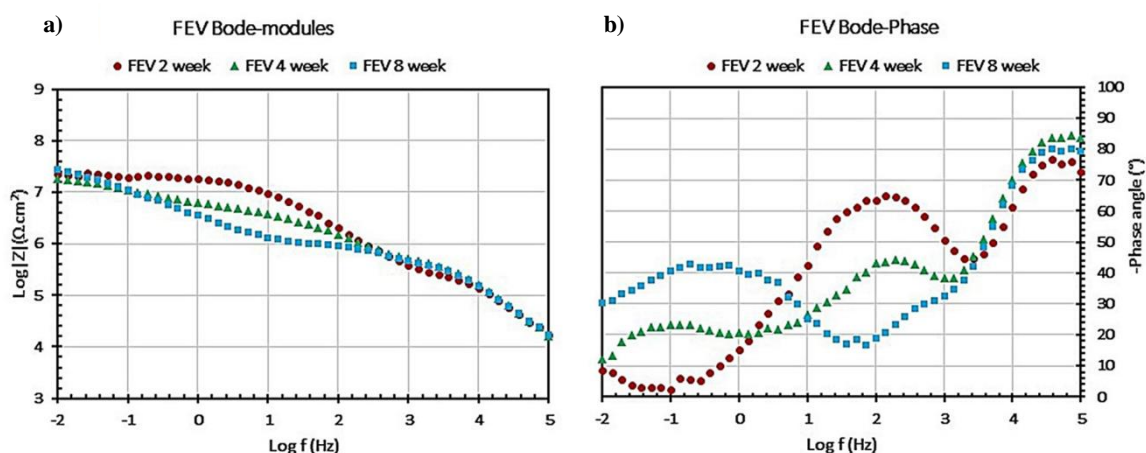 a)
FEV Bode-modules
FEV 2 week FEV 4 week FEV 8 week
9
8
7
6
5
4
3
Log|Z| (Ω.cm²)
-2 -1 0 1 2 3 4 5
Log f (Hz)
b)
FEV Bode-Phase
FEV 2 week FEV 4 week FEV 8 week
100
90
80
70
60
50
40
30
20
10
0
-Phase angle (°)
-2 -1 0 1 2 3 4 5
Log f (Hz)